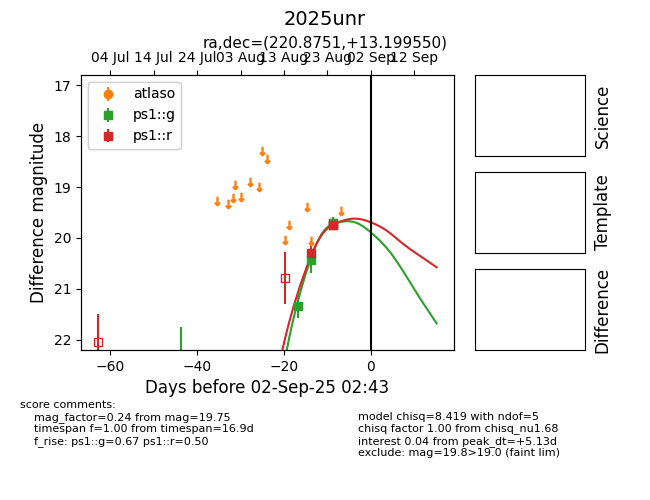 2025unr
ra,dec=(220.8751,+13.199550)
04 Jul 14 Jul 24 Jul 03 Aug 13 Aug 23 Aug 02 Sep 12 Sep
atlaso
ps1::g
ps1::r
17
18
19
20
21
22
Difference magnitude
−60 −40 −20 0
Days before 02-Sep-25 02:43
Science
Template
Difference
score comments:
mag_factor=0.24 from mag=19.75
timespan f=1.00 from timespan=16.9d
f_rise: ps1::g=0.67 ps1::r=0.50
model chisq=8.419 with ndof=5
chisq factor 1.00 from chisq_nu1.68
interest 0.04 from peak_dt=+5.13d
exclude: mag=19.8>19.0 (faint lim)